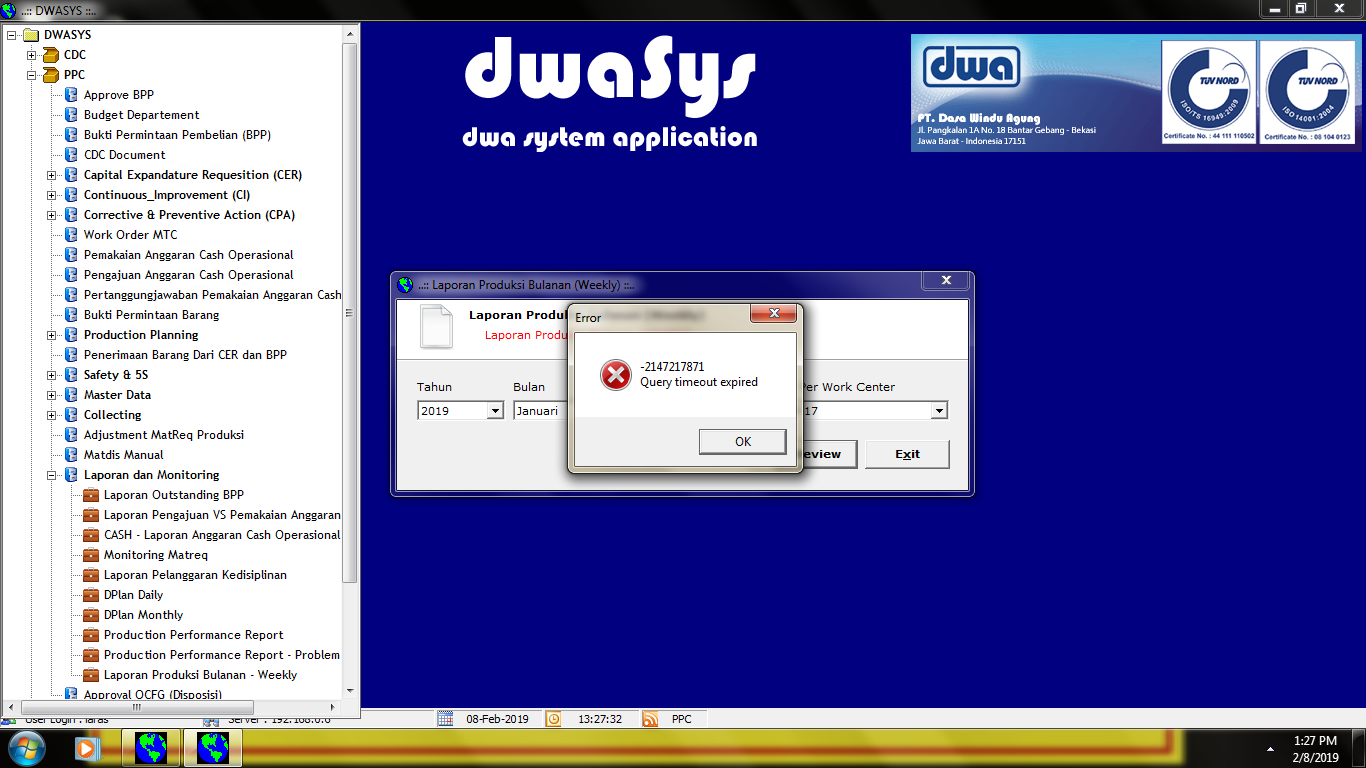 ..:: DWASYS ::..
DWASYS
CDC
PPC
Approve BPP
Budget Departement
Bukti Permintaan Pembelian (BPP)
CDC Document
Capital Expandature Requesition (CER)
Continuous_Improvement (CI)
Corrective & Preventive Action (CPA)
Work Order MTC
Pemakaian Anggaran Cash Operasional
Pengajuan Anggaran Cash Operasional
Pertanggungjawaban Pemakaian Anggaran Cash
Bukti Permintaan Barang
Production Planning
Penerimaan Barang Dari CER dan BPP
Safety & 5S
Master Data
Collecting
Adjustment MatReq Produksi
Matdis Manual
Laporan dan Monitoring
Laporan Outstanding BPP
Laporan Pengajuan VS Pemakaian Anggaran
CASH - Laporan Anggaran Cash Operasional
Monitoring Matreq
Laporan Pelanggaran Kedisiplinan
DPlan Daily
DPlan Monthly
Production Performance Report
Production Performance Report - Problem
Laporan Produksi Bulanan - Weekly
Approval OCFG (Disposisi)
dwaSys
dwa system application
dwa
PT. Dasa Windu Agung
Jl. Pangkalan 1A No. 18 Bantar Gebang - Bekasi
Jawa Barat - Indonesia 17151
TUV NORD
ISO/TS 16949:2009
Certificate No. : 44 111 110502
TUV NORD
ISO 14001:2004
Certificate No. : 08 104 0123
..:: Laporan Produksi Bulanan (Weekly) ::..
Laporan Produ
Laporan Produ
Tahun
Bulan
Per Work Center
2019
Januari
17
eview
Exit
Error
-2147217871
Query timeout expired
OK
User Login : laras
Server : 192.168.0.6
08-Feb-2019
13:27:32
PPC
1:27 PM
2/8/2019